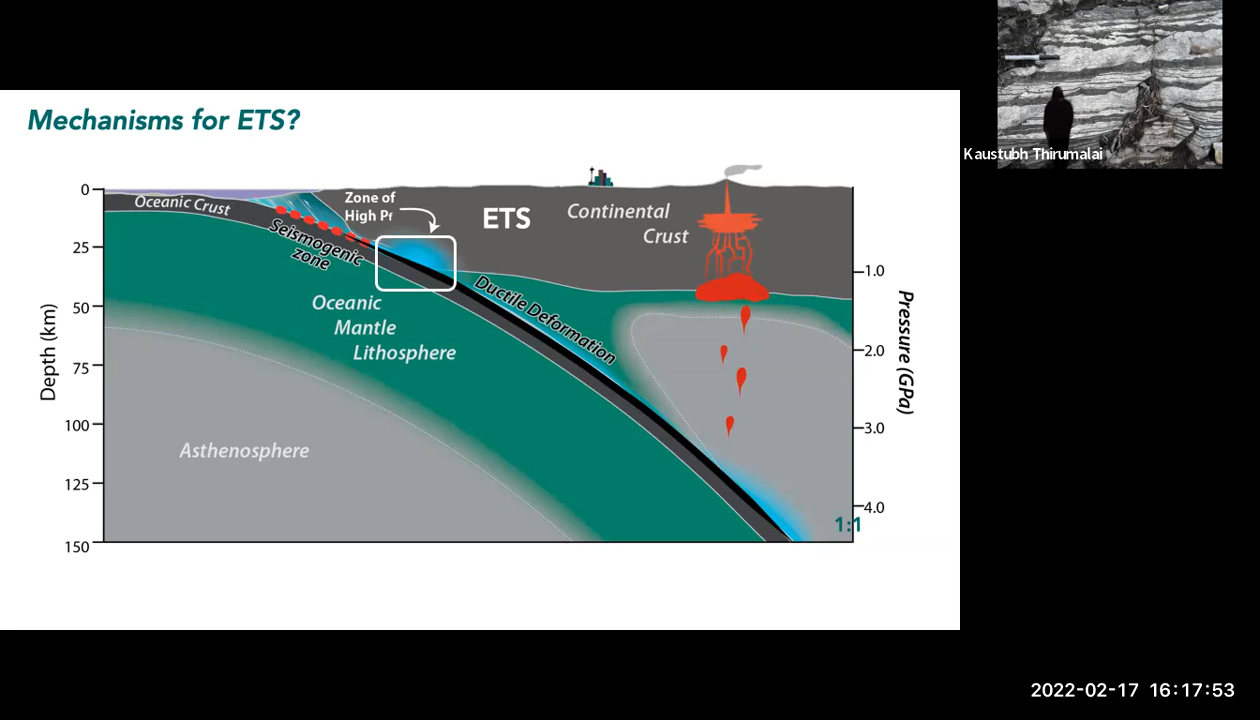 Mechanisms for ETS?
Kaustubh Thirumalai
0
25
50
75
100
125
150
Depth (km)
Oceanic Crust
Zone of
High Pf
ETS
Continental
Crust
Seismogenic
zone
Ductile Deformation
Oceanic
Mantle
Lithosphere
Asthenosphere
1.0
2.0
3.0
4.0
Pressure (GPa)
1:1
2022-02-17 16:17:53